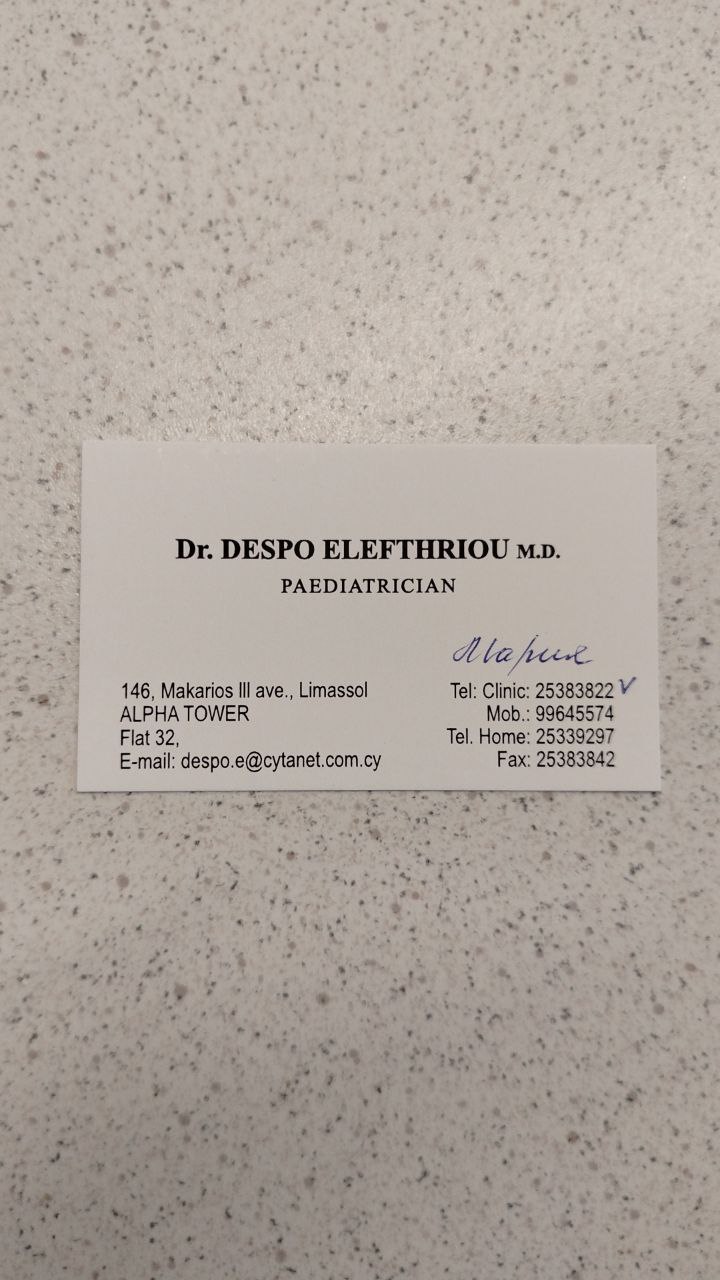 Dr. DESPO ELEFTHRIOU M.D.
PAEDIATRICIAN
Мария
146, Makarios III ave., Limassol
ALPHA TOWER
Flat 32,
E-mail: despo.e@cytanet.com.cy
Tel: Clinic: 25383822 v
Mob.: 99645574
Tel. Home: 25339297
Fax: 25383842